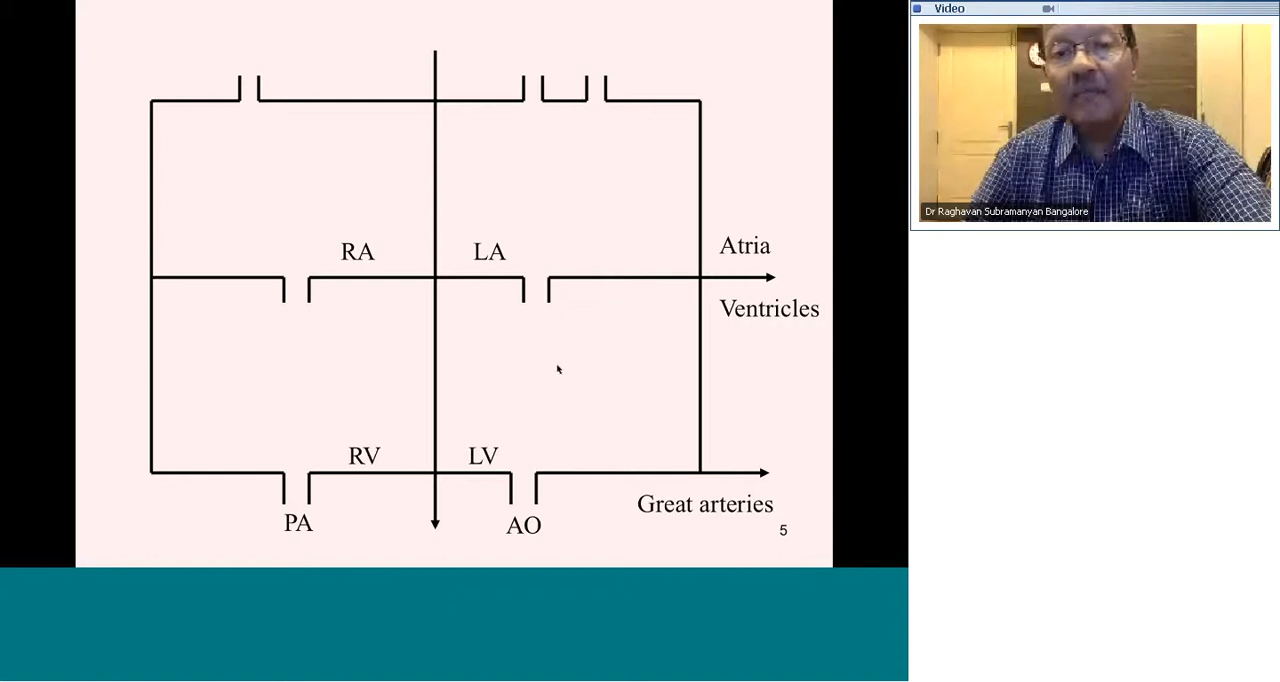 Video
Dr Raghavan Subramanyan Bangalore
RA
LA
Atria
Ventricles
RV
LV
Great arteries
PA
AO
5